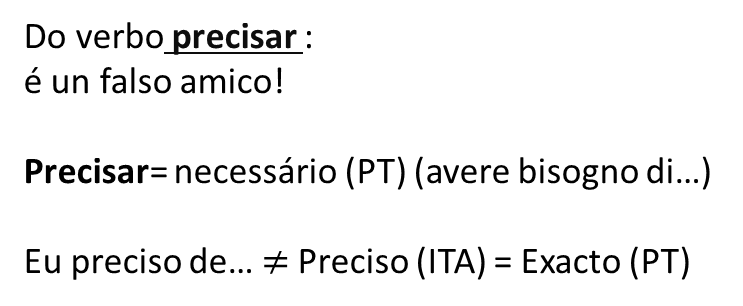 Do verbo precisar :
é un falso amico!
Precisar= necessário (PT) (avere bisogno di...)
Eu preciso de... ≠ Preciso (ITA) = Exacto (PT)